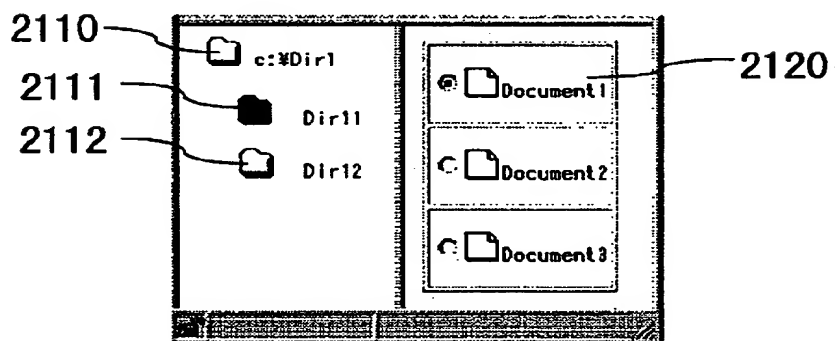 2110
c:¥Dir1
2111
Dir11
2112
Dir12
Document1
2120
Document2
Document3